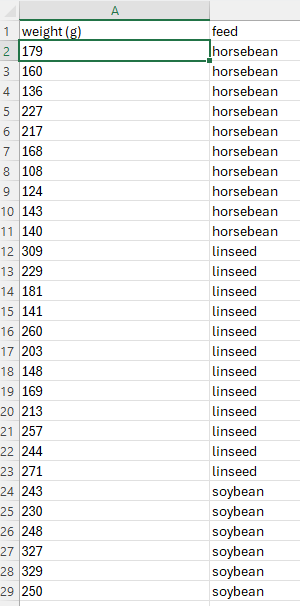 A
1 weight (g) feed
2 179 horsebean
3 160 horsebean
4 136 horsebean
5 227 horsebean
6 217 horsebean
7 168 horsebean
8 108 horsebean
9 124 horsebean
10 143 horsebean
11 140 horsebean
12 309 linseed
13 229 linseed
14 181 linseed
15 141 linseed
16 260 linseed
17 203 linseed
18 148 linseed
19 169 linseed
20 213 linseed
21 257 linseed
22 244 linseed
23 271 linseed
24 243 soybean
25 230 soybean
26 248 soybean
27 327 soybean
28 329 soybean
29 250 soybean